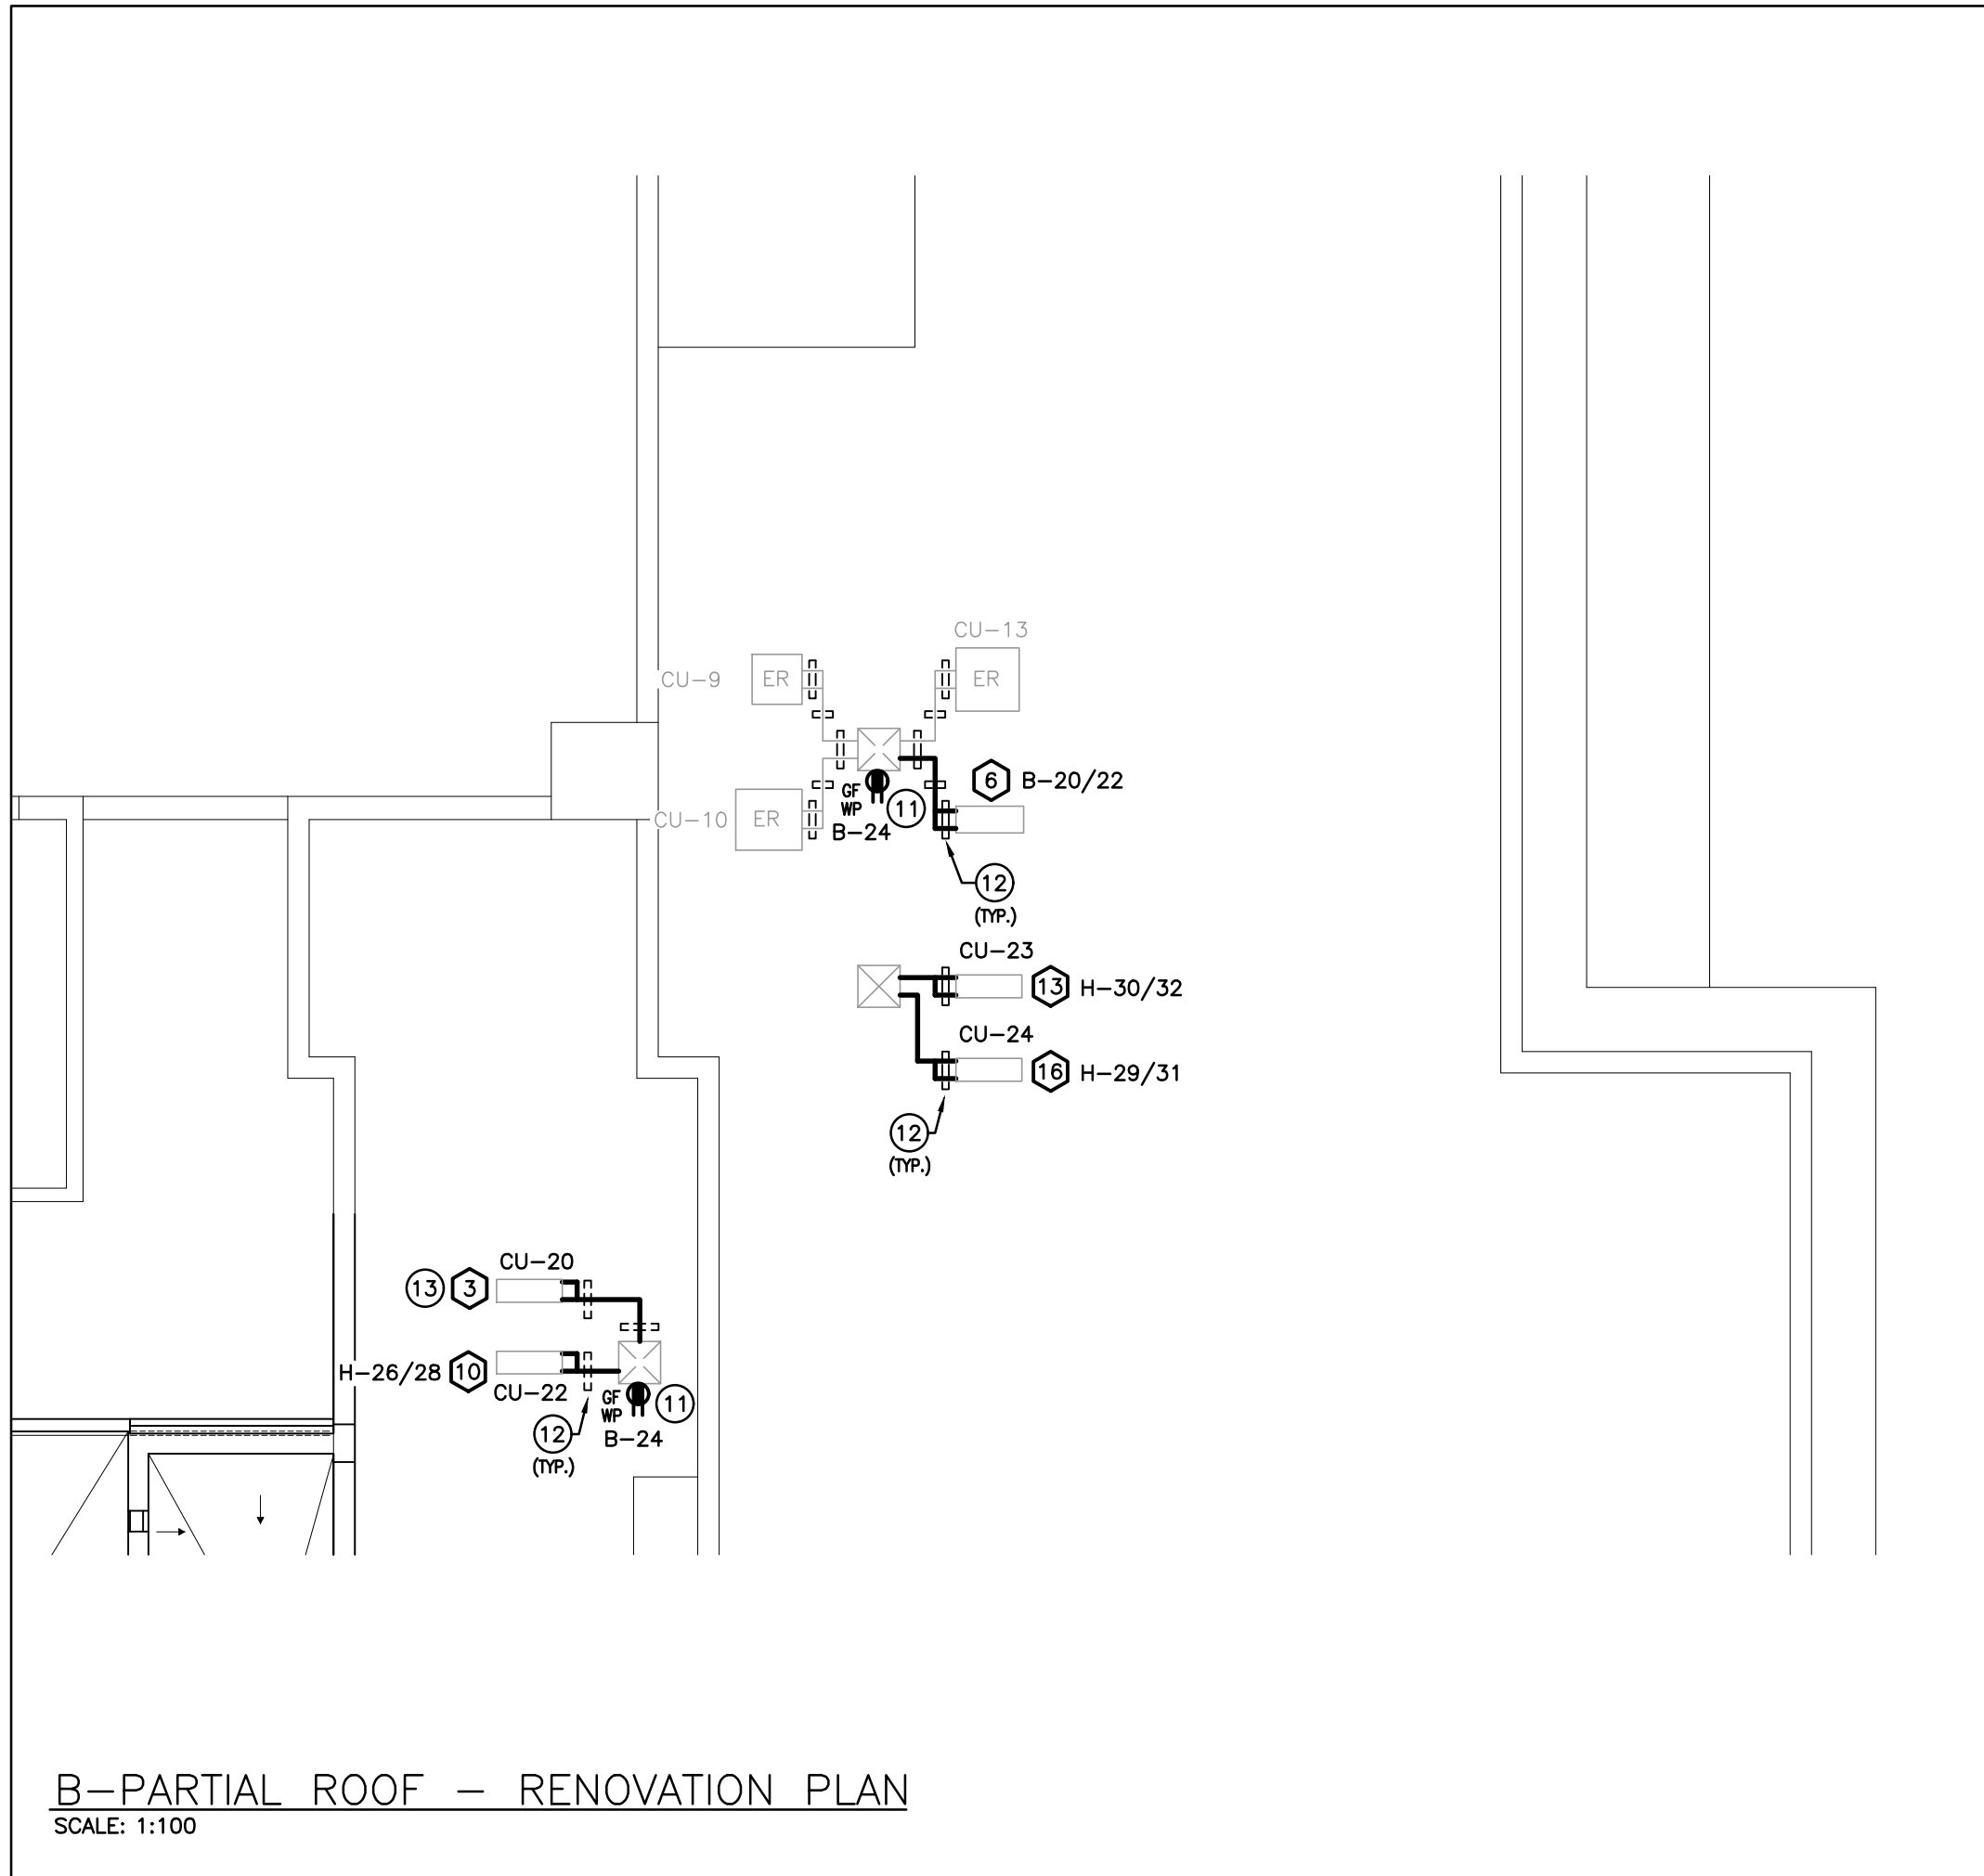 CU-13
CU-9
ER
ER
6 B-20/22
GF
WP
11
CU-10
ER
B-24
12
(TYP.)
CU-23
13 H-30/32
CU-24
16 H-29/31
12
(TYP.)
CU-20
13 3
H-26/28 10
CU-22
GF
WP
11
12
B-24
(TYP.)
B-PARTIAL ROOF - RENOVATION PLAN
SCALE: 1:100